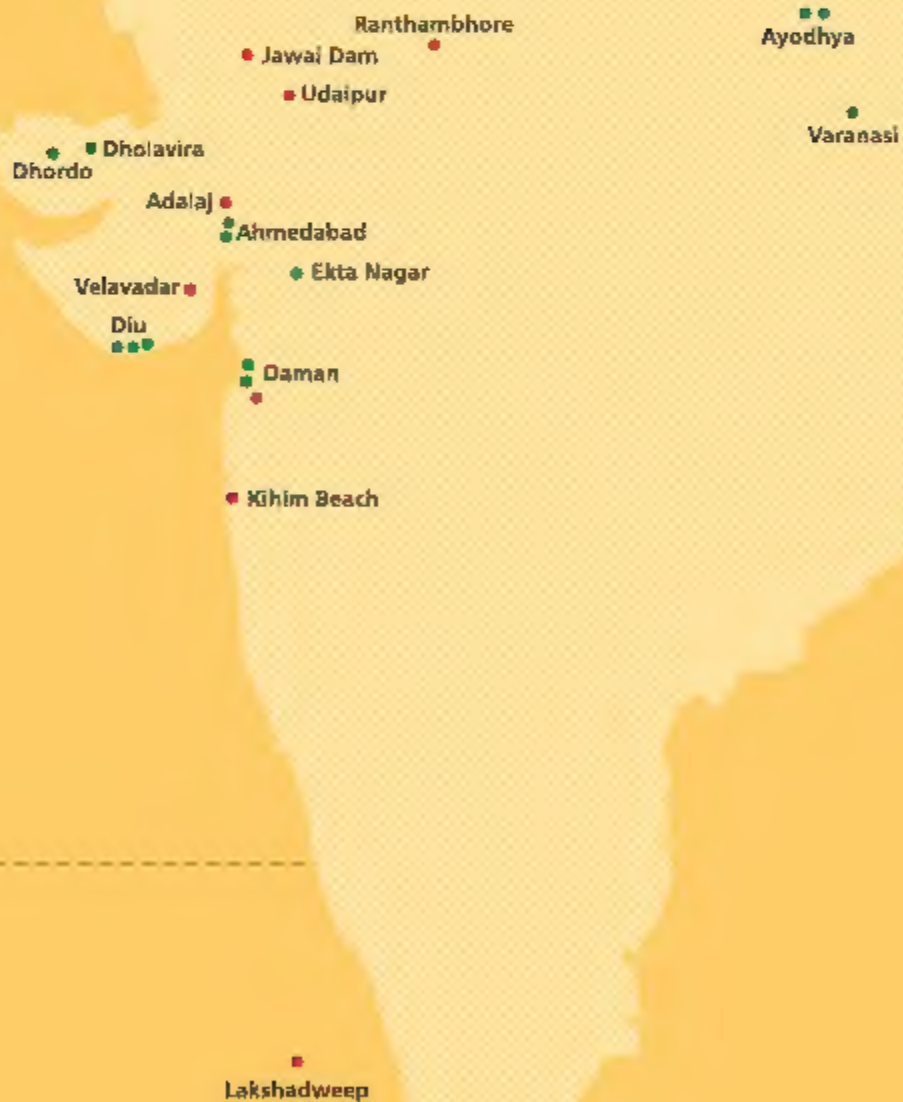 Ranthambhore
Ayodhya
Jawai Dam
Udaipur
Varanasi
Dholavira
Dhordo
Adalaj
Ahmedabad
Ekta Nagar
Velavadar
Diu
Daman
Kihim Beach
Lakshadweep